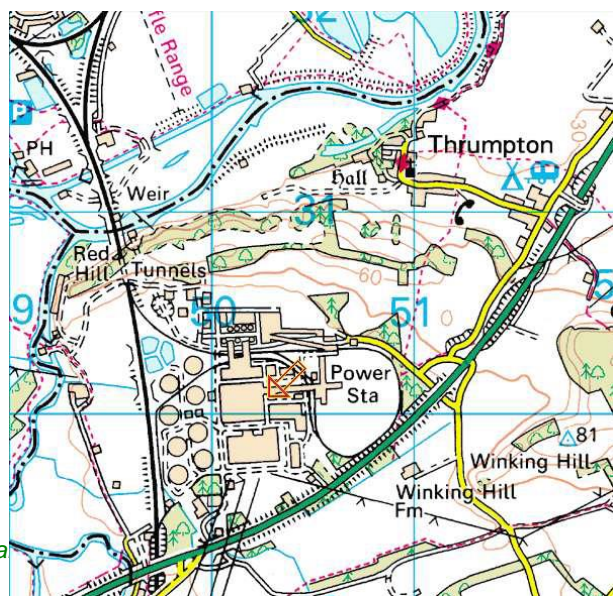 32
fle Range
P
PH
Thrumpton
Hall
Weir
31
30
Red
Hill
Tunnels
60
9
50
51
5
Power
Sta
81
Winking Hill
Winking Hill
Fm
a